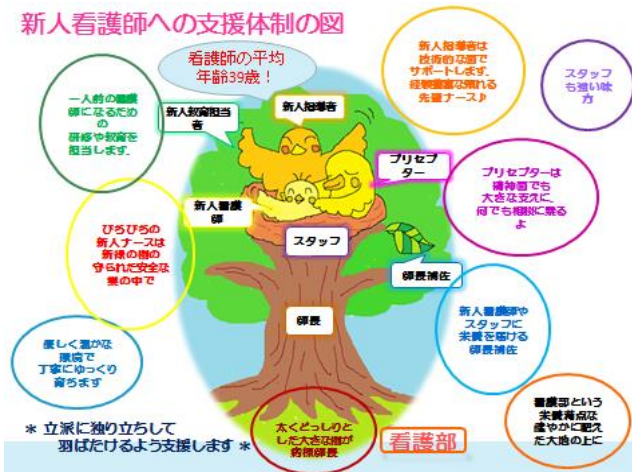 新人看護師への支援体制の図
看護師の平均
年齢39歳！
新人指導者は
技術的な面で
サポートします。
経験豊富な頼れる
先輩ナース♪
スタッフ
も強い味
方
一人前の看護
師になるため
の
研修や教育を
担当します。
新人教育担当
者
新人指導者
プリセプ
ター
プリセプターは
精神面でも
大きな支えに、
何でも相談に乗る
よ
新人看護
師
スタッフ
ぴちぴちの
新人ナースは
新緑の樹の
守られた安全な
巣の中で
師長補佐
師長
新人看護師や
スタッフに
栄養を届ける
師長補佐
優しく温かな
環境で
丁寧にゆっくり
育ちます
看護部という
栄養満点な
健やかに肥え
た大地の上に
太くどっしりと
した大きな樹が
病棟師長
看護部
* 立派に独り立ちして
羽ばたけるよう支援します *